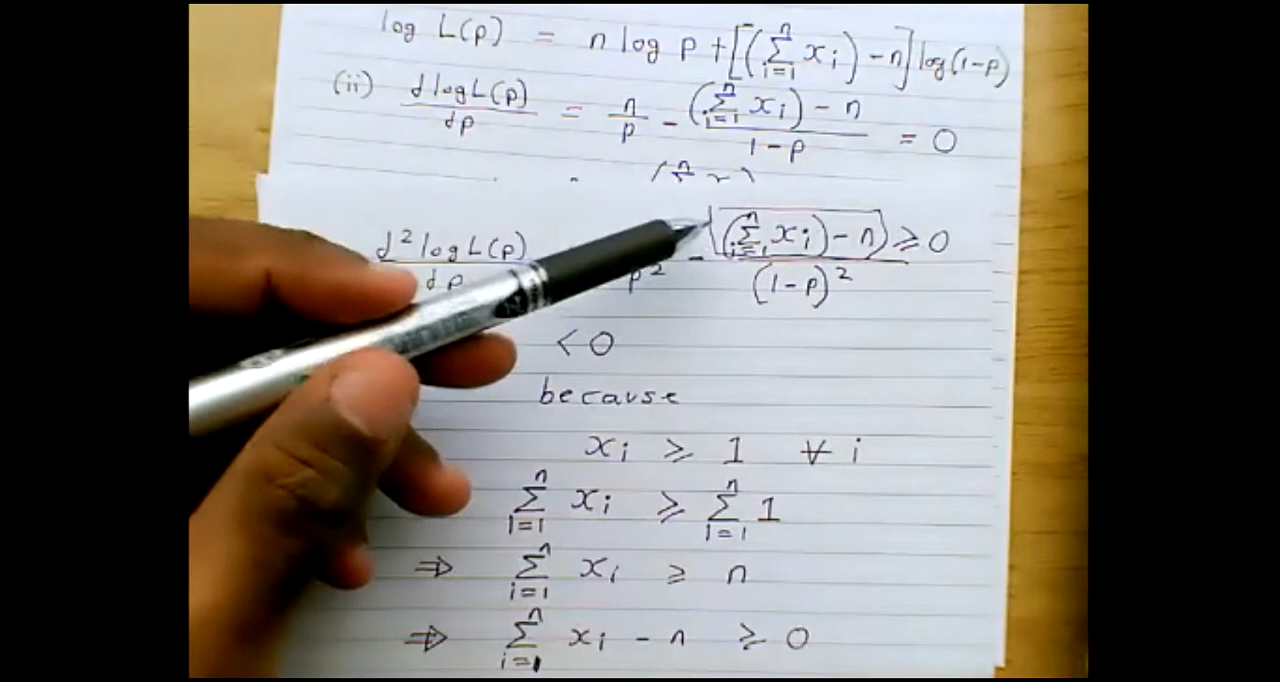 log L(p) = n log p + [(∑_{i=1}^{n} x_i) - n] log(1-p)
(ii) d log L(p) / dp = n/p - ((∑_{i=1}^{n} x_i) - n) / (1-p) = 0
d² log L(p) / dp p² - ((∑_{i=1}^{n} x_i) - n) ≥ 0 / (1-p)²
< 0
because
x_i ≥ 1 ∀ i
∑_{i=1}^{n} x_i ≥ ∑_{i=1}^{n} 1
⇒ ∑_{i=1}^{n} x_i ≥ n
⇒ ∑_{i=1}^{n} x_i - n ≥ 0